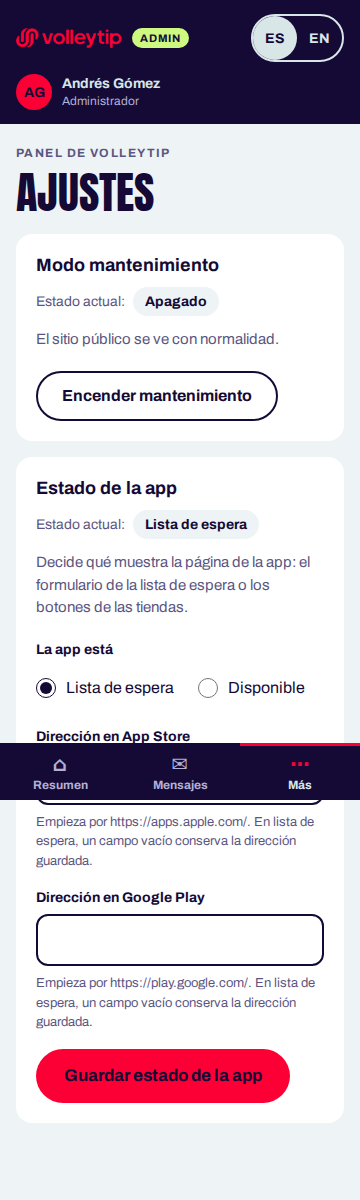 volleytip ADMIN ES EN
AG Andrés Gómez
Administrador
PANEL DE VOLLEYTIP
AJUSTES
Modo mantenimiento
Estado actual: Apagado
El sitio público se ve con normalidad.
Encender mantenimiento
Estado de la app
Estado actual: Lista de espera
Decide qué muestra la página de la app: el
formulario de la lista de espera o los
botones de las tiendas.
La app está
Lista de espera Disponible
Dirección en App Store
Resumen Mensajes Más
Empieza por https://apps.apple.com/. En lista de
espera, un campo vacío conserva la dirección
guardada.
Dirección en Google Play
Empieza por https://play.google.com/. En lista de
espera, un campo vacío conserva la dirección
guardada.
Guardar estado de la app